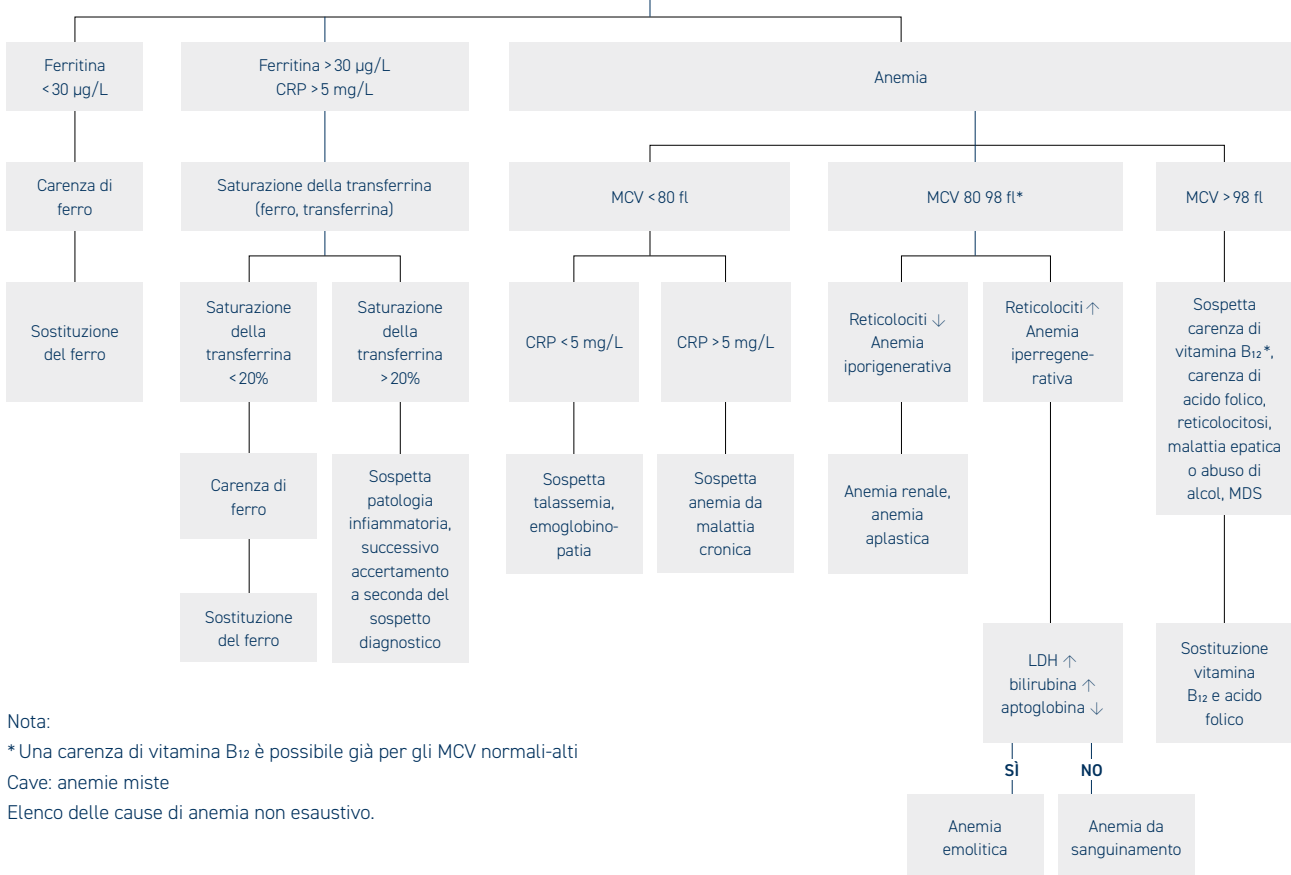 Ferritina
<30 µg/L
Ferritina >30 µg/L
CRP >5 mg/L
Anemia
Carenza di
ferro
Saturazione della transferrina
(ferro, transferrina)
MCV <80 fl
MCV 80 98 fl*
MCV >98 fl
Sostituzione
del ferro
Saturazione
della
transferrina
<20%
Saturazione
della
transferrina
>20%
CRP <5 mg/L
CRP >5 mg/L
Reticolociti ↓
Anemia
iporigenerativa
Reticolociti ↑
Anemia
iperregene-
rativa
Sospetta
carenza di
vitamina B₁₂*,
carenza di
acido folico,
reticolocitosi,
malattia epatica
o abuso di
alcol, MDS
Carenza di
ferro
Sospetta
patologia
infiammatoria,
successivo
accertamento
a seconda del
sospetto
diagnostico
Sospetta
talassemia,
emoglobino-
patia
Sospetta
anemia da
malattia
cronica
Anemia renale,
anemia
aplastica
Sostituzione
del ferro
LDH ↑
bilirubina ↑
aptoglobina ↓
Sostituzione
vitamina
B₁₂ e acido
folico
SÌ
NO
Anemia
emolitica
Anemia da
sanguinamento
Nota:
* Una carenza di vitamina B₁₂ è possibile già per gli MCV normali-alti
Cave: anemie miste
Elenco delle cause di anemia non esaustivo.